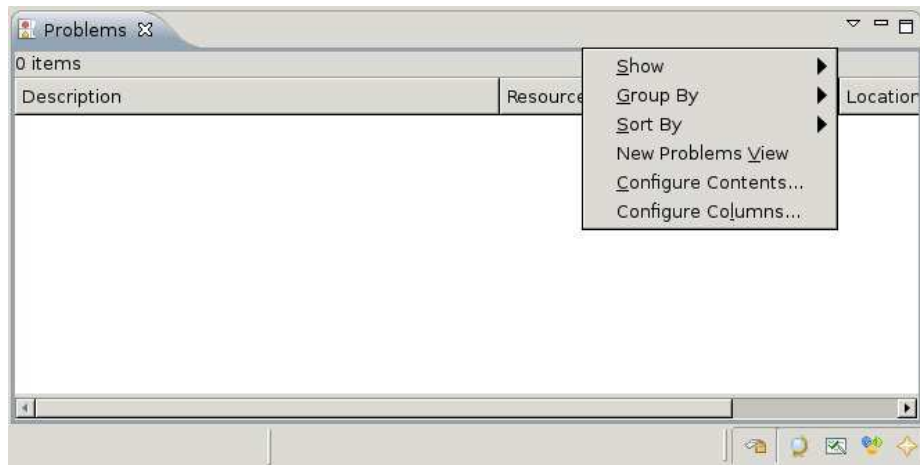 Problems
0 items
Description Resource Location
Show
Group By
Sort By
New Problems View
Configure Contents...
Configure Columns...